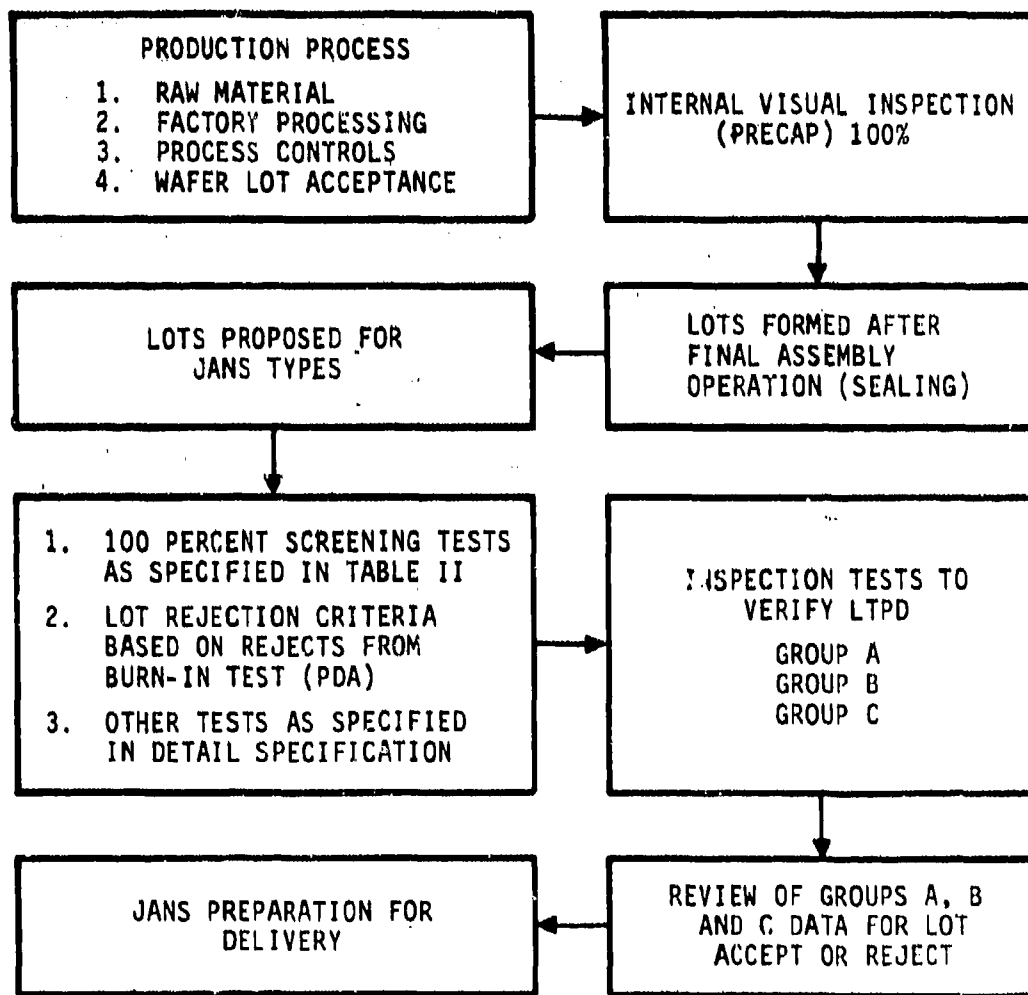 PRODUCTION PROCESS
1. RAW MATERIAL
2. FACTORY PROCESSING
3. PROCESS CONTROLS
4. WAFER LOT ACCEPTANCE
INTERNAL VISUAL INSPECTION
(PRECAP) 100%
LOTS FORMED AFTER
FINAL ASSEMBLY
OPERATION (SEALING)
LOTS PROPOSED FOR
JANS TYPES
1. 100 PERCENT SCREENING TESTS
AS SPECIFIED IN TABLE II
2. LOT REJECTION CRITERIA
BASED ON REJECTS FROM
BURN-IN TEST (PDA)
3. OTHER TESTS AS SPECIFIED
IN DETAIL SPECIFICATION
INSPECTION TESTS TO
VERIFY LTPD
GROUP A
GROUP B
GROUP C
REVIEW OF GROUPS A, B
AND C DATA FOR LOT
ACCEPT OR REJECT
JANS PREPARATION FOR
DELIVERY